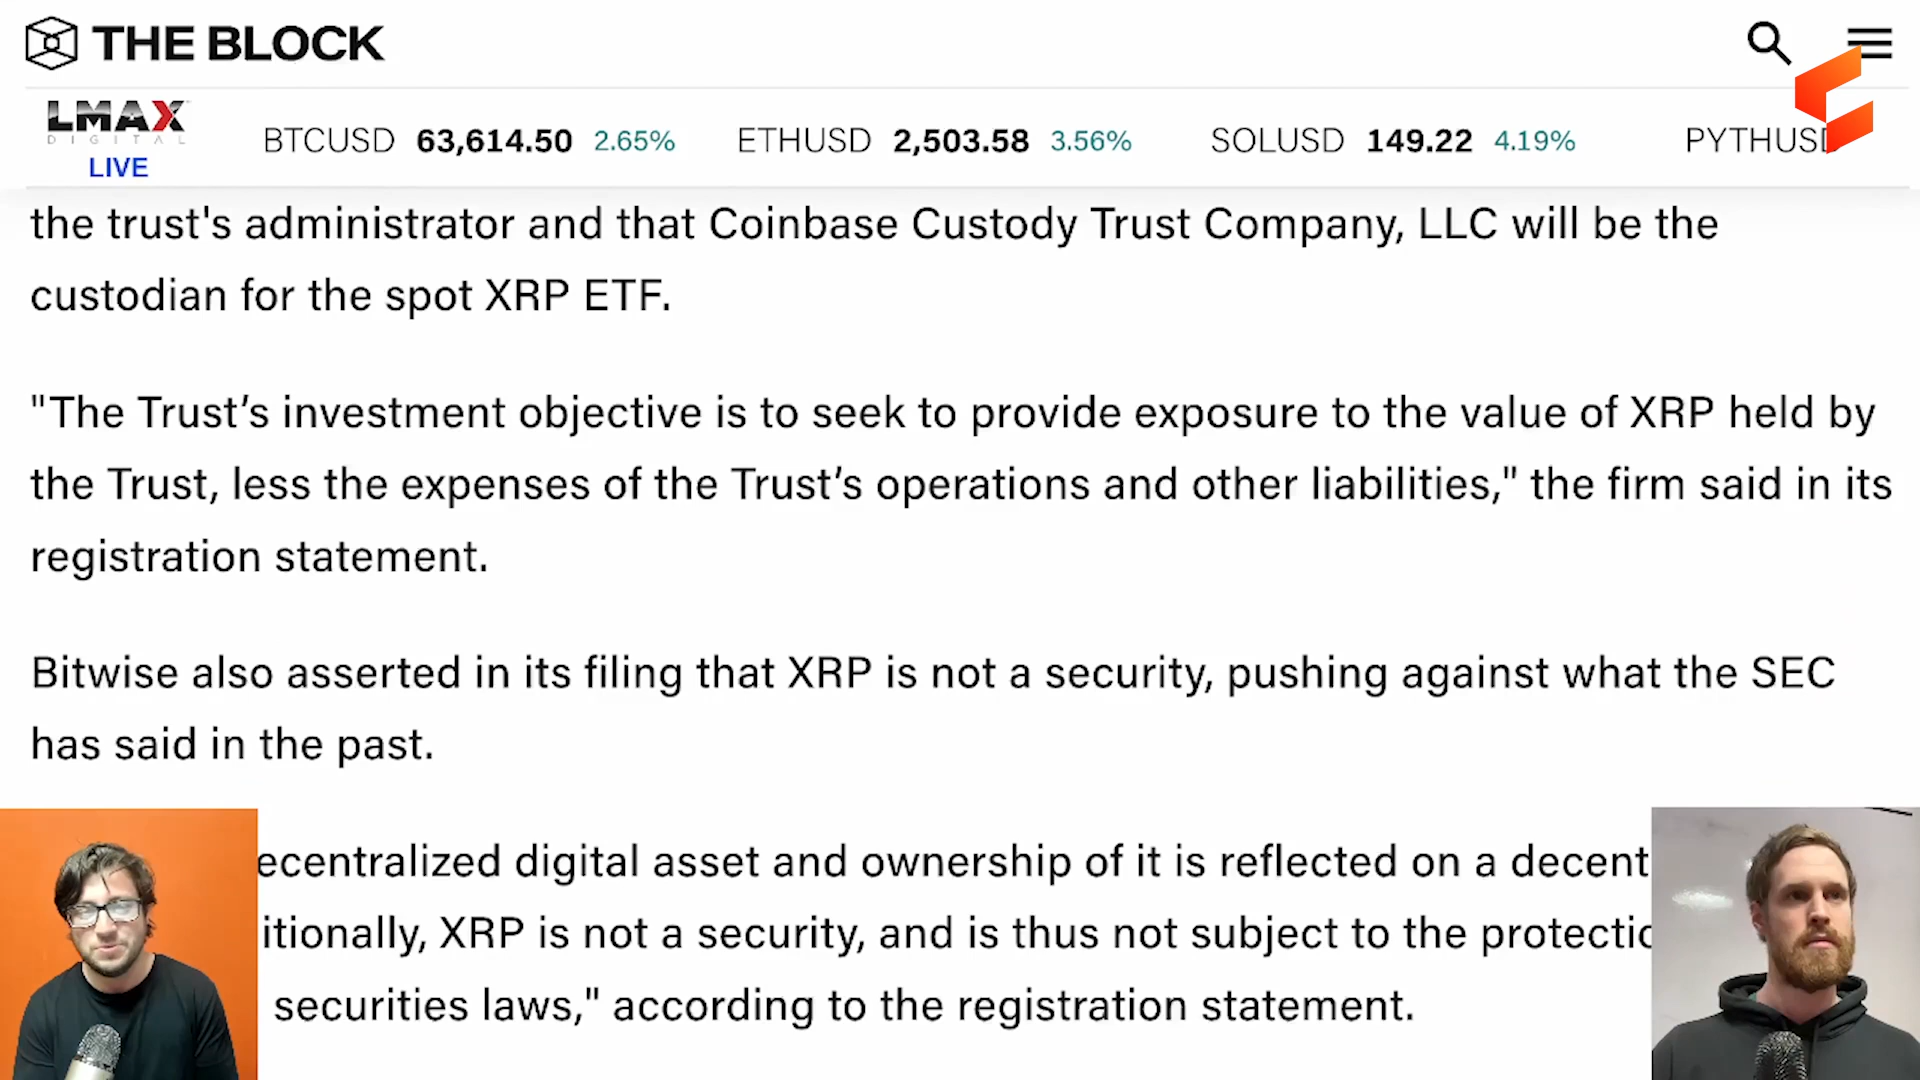 THE BLOCK
LMAX
DIGITAL
LIVE
BTCUSD 63,614.50 2.65% ETHUSD 2,503.58 3.56% SOLUSD 149.22 4.19% PYTHUSD
the trust's administrator and that Coinbase Custody Trust Company, LLC will be the
custodian for the spot XRP ETF.
"The Trust’s investment objective is to seek to provide exposure to the value of XRP held by
the Trust, less the expenses of the Trust’s operations and other liabilities," the firm said in its
registration statement.
Bitwise also asserted in its filing that XRP is not a security, pushing against what the SEC
has said in the past.
ecentralized digital asset and ownership of it is reflected on a decent
itionally, XRP is not a security, and is thus not subject to the protectio
securities laws," according to the registration statement.